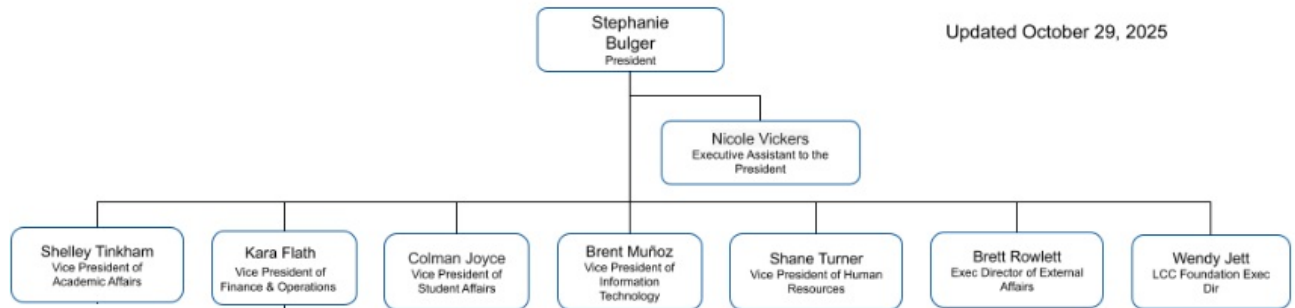 Stephanie
Bulger
President
Updated October 29, 2025
Nicole Vickers
Executive Assistant to the
President
Shelley Tinkham
Vice President of
Academic Affairs
Kara Flath
Vice President of
Finance & Operations
Colman Joyce
Vice President of
Student Affairs
Brent Muñoz
Vice President of
Information
Technology
Shane Turner
Vice President of Human
Resources
Brett Rowlett
Exec Director of External
Affairs
Wendy Jett
LCC Foundation Exec
Dir